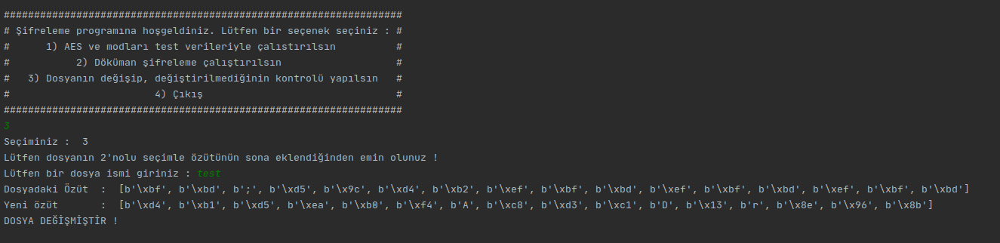 ##################################################################
# Şifreleme programına hoşgeldiniz. Lütfen bir seçenek seçiniz : #
#      1) AES ve modları test verileriyle çalıstırılsın          #
#           2) Döküman şifreleme çalıştırılsın                   #
#   3) Dosyanın değişip, değiştirilmediğinin kontrolü yapılsın   #
#                        4) Çıkış                                #
##################################################################
3
Seçiminiz :  3
Lütfen dosyanın 2'nolu seçimle özütünün sona eklendiğinden emin olunuz !
Lütfen bir dosya ismi giriniz : test
Dosyadaki Özüt  :  [b'\xbf', b'\xbd', b';', b'\xd5', b'\x9c', b'\xd4', b'\xb2', b'\xef', b'\xbf', b'\xbd', b'\xef', b'\xbf', b'\xbd', b'\xef', b'\xbf', b'\xbd']
Yeni özüt       :  [b'\xd4', b'\xb1', b'\xd5', b'\xea', b'\xb0', b'\xf4', b'A', b'\xc8', b'\xd3', b'\xc1', b'D', b'\x13', b'r', b'\x8e', b'\x96', b'\x8b']
DOSYA DEĞİŞMİŞTİR !